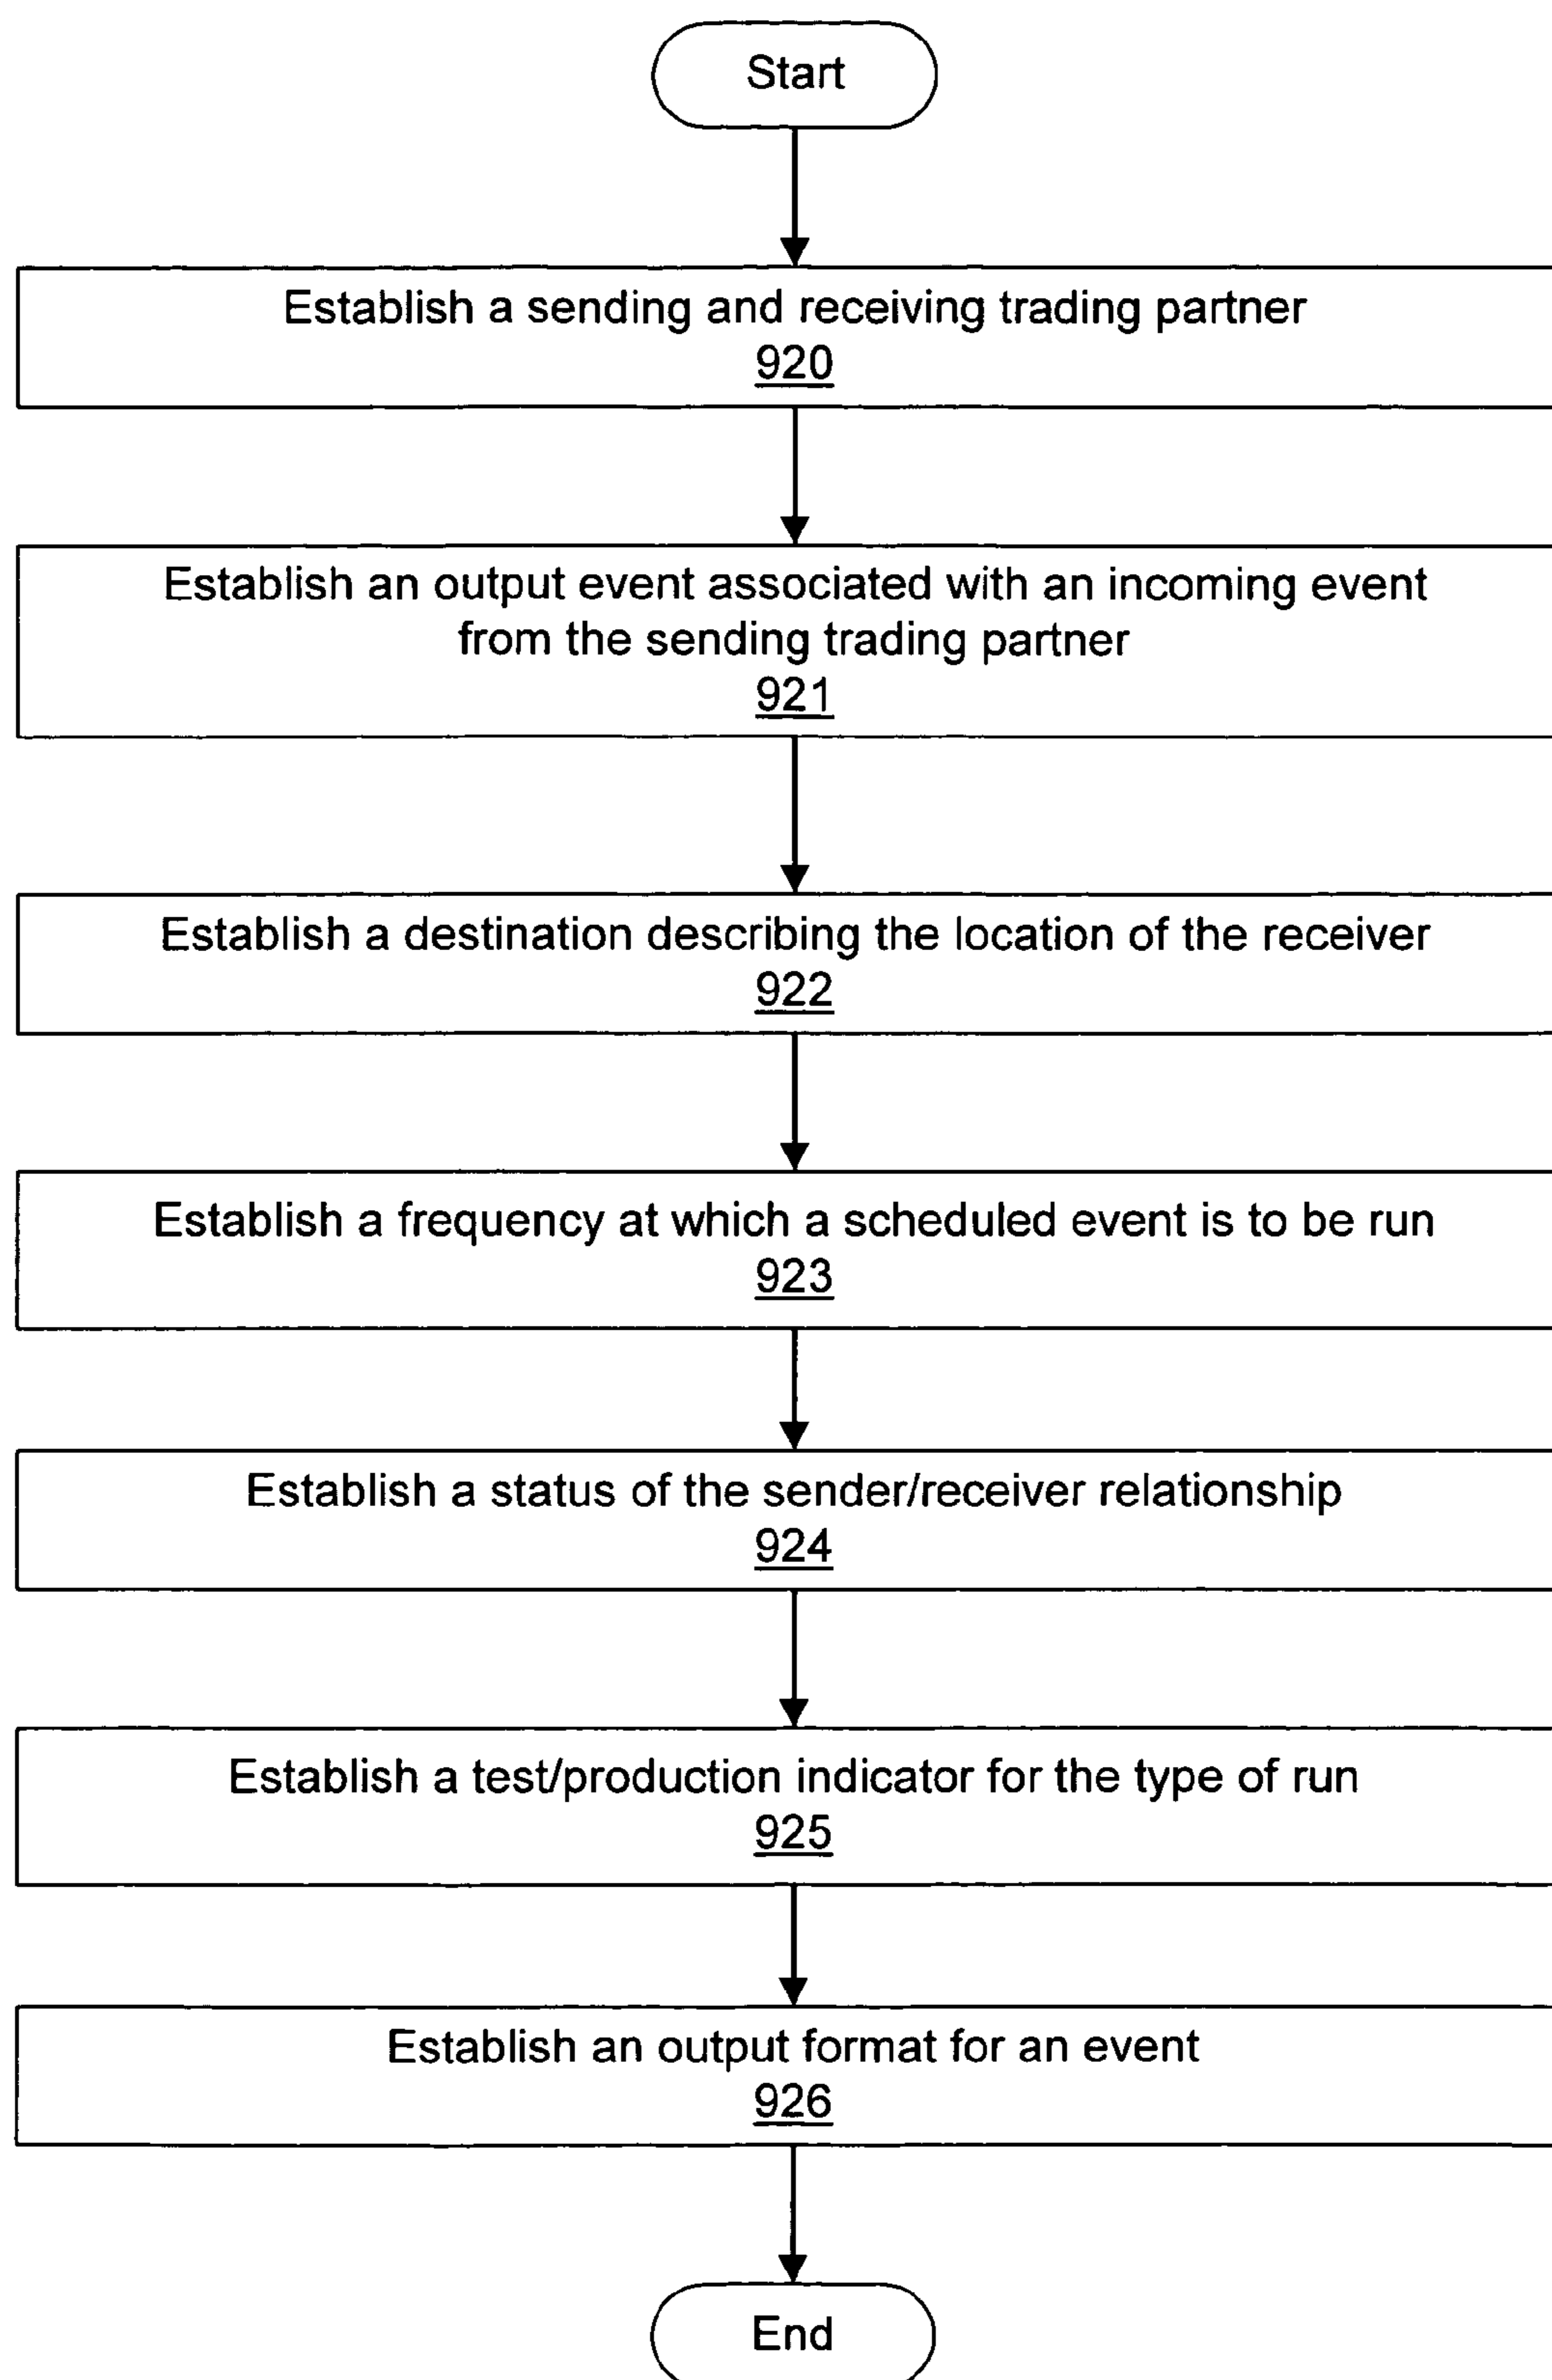 Start
Establish a sending and receiving trading partner
920
Establish an output event associated with an incoming event
from the sending trading partner
921
Establish a destination describing the location of the receiver
922
Establish a frequency at which a scheduled event is to be run
923
Establish a status of the sender/receiver relationship
924
Establish a test/production indicator for the type of run
925
Establish an output format for an event
926
End